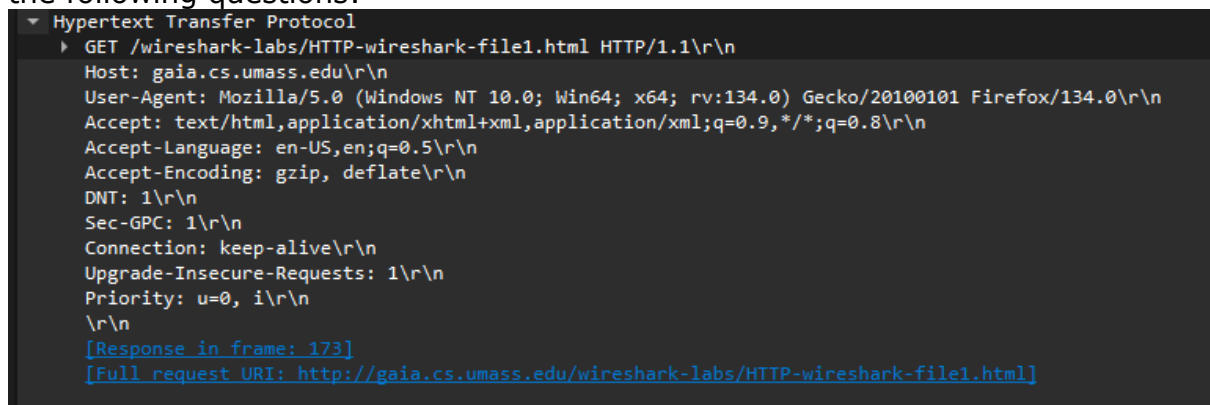 the following questions:
Hypertext Transfer Protocol
GET /wireshark-labs/HTTP-wireshark-file1.html HTTP/1.1\r\n
Host: gaia.cs.umass.edu\r\n
User-Agent: Mozilla/5.0 (Windows NT 10.0; Win64; x64; rv:134.0) Gecko/20100101 Firefox/134.0\r\n
Accept: text/html,application/xhtml+xml,application/xml;q=0.9,*/*;q=0.8\r\n
Accept-Language: en-US,en;q=0.5\r\n
Accept-Encoding: gzip, deflate\r\n
DNT: 1\r\n
Sec-GPC: 1\r\n
Connection: keep-alive\r\n
Upgrade-Insecure-Requests: 1\r\n
Priority: u=0, i\r\n
\r\n
[Response in frame: 173]
[Full request URI: http://gaia.cs.umass.edu/wireshark-labs/HTTP-wireshark-file1.html]